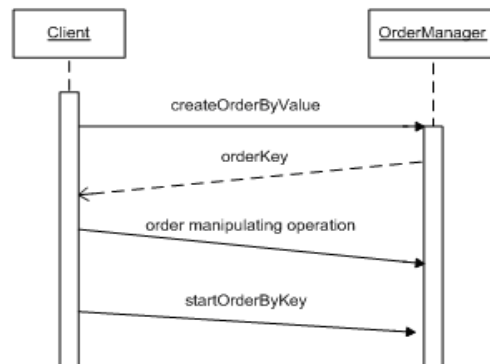 Client
OrderManager
createOrderByValue
orderKey
order manipulating operation
startOrderByKey